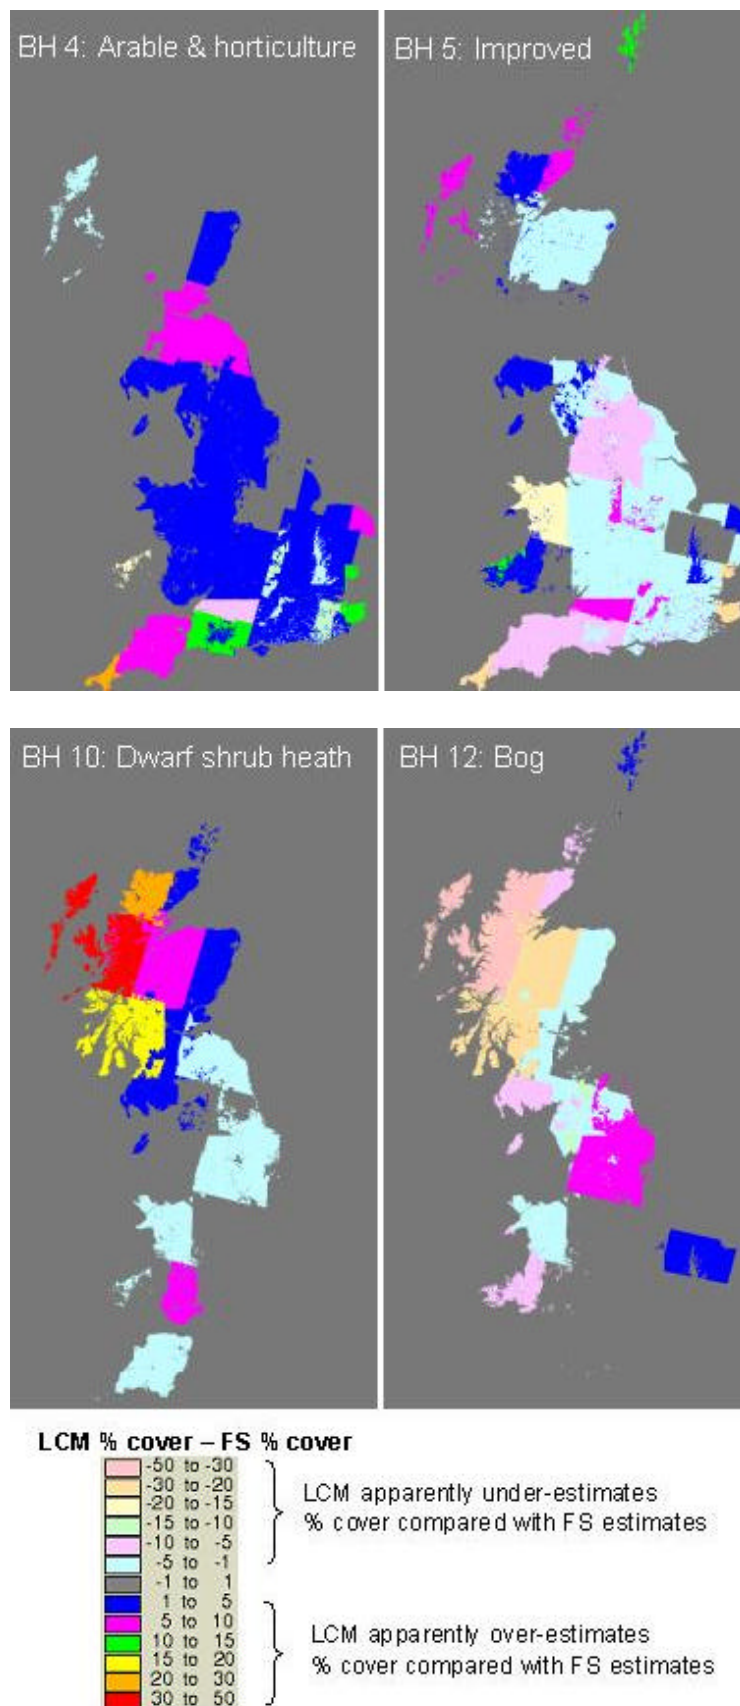 BH 4: Arable & horticulture
BH 5: Improved
BH 10: Dwarf shrub heath
BH 12: Bog
LCM % cover – FS % cover
-50 to -30
-30 to -20
-20 to -15
-15 to -10
-10 to -5
-5 to -1
-1 to 1
1 to 5
5 to 10
10 to 15
15 to 20
20 to 30
30 to 50
LCM apparently under-estimates
% cover compared with FS estimates
LCM apparently over-estimates
% cover compared with FS estimates